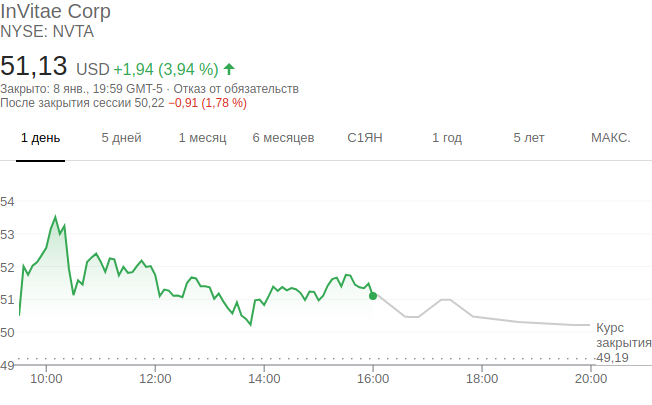 InVitae Corp
NYSE: NVTA
51,13 USD +1,94 (3,94 %)
Закрыто: 8 янв., 19:59 GMT-5 · Отказ от обязательств
После закрытия сессии 50,22 −0,91 (1,78 %)
1 день 5 дней 1 месяц 6 месяцев С1ЯН 1 год 5 лет МАКС.
54
53
52
51
50
Курс
закрытия
49,19
49
10:00 12:00 14:00 16:00 18:00 20:00